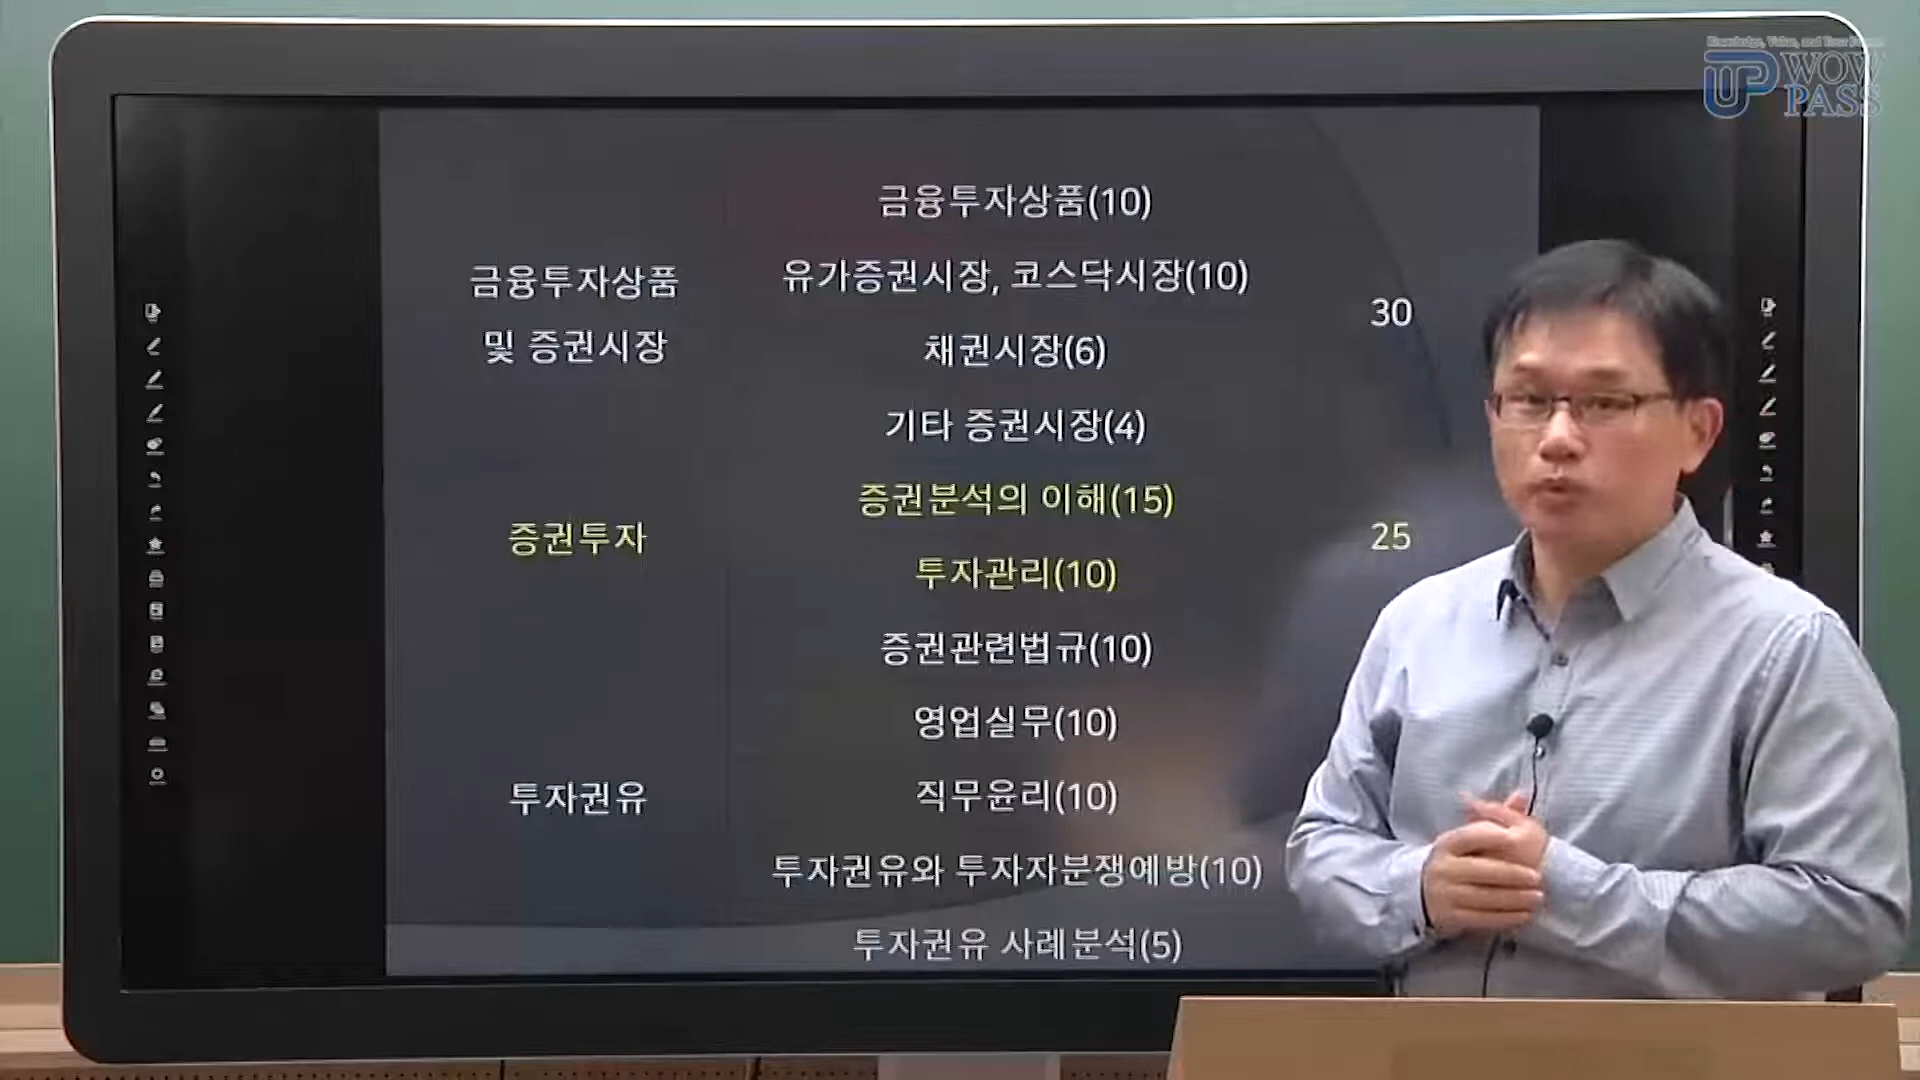 WOW
PASS
금융투자상품
및 증권시장
금융투자상품(10)
유가증권시장, 코스닥시장(10)
채권시장(6)
기타 증권시장(4)
30
증권투자
증권분석의 이해(15)
투자관리(10)
25
투자권유
증권관련법규(10)
영업실무(10)
직무윤리(10)
투자권유와 투자자분쟁예방(10)
투자권유 사례분석(5)